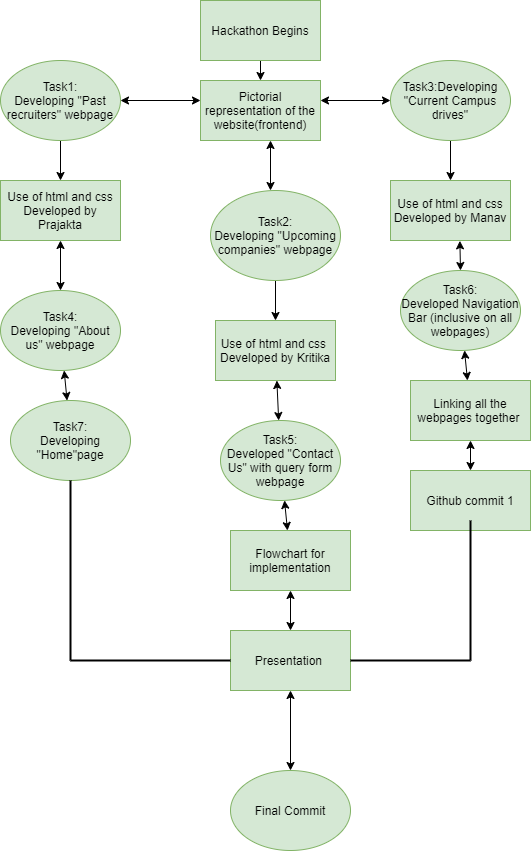 Hackathon Begins
Task1:
Developing "Past
recruiters" webpage
Pictorial
representation of the
website(frontend)
Task3:Developing
"Current Campus
drives"
Use of html and css
Developed by
Prajakta
Task2:
Developing "Upcoming
companies" webpage
Use of html and css
Developed by Manav
Task4:
Developing "About
us" webpage
Use of html and css
Developed by Kritika
Task6:
Developed Navigation
Bar (inclusive on all
webpages)
Task7:
Developing
"Home"page
Task5:
Developed "Contact
Us" with query form
webpage
Linking all the
webpages together
Flowchart for
implementation
Github commit 1
Presentation
Final Commit